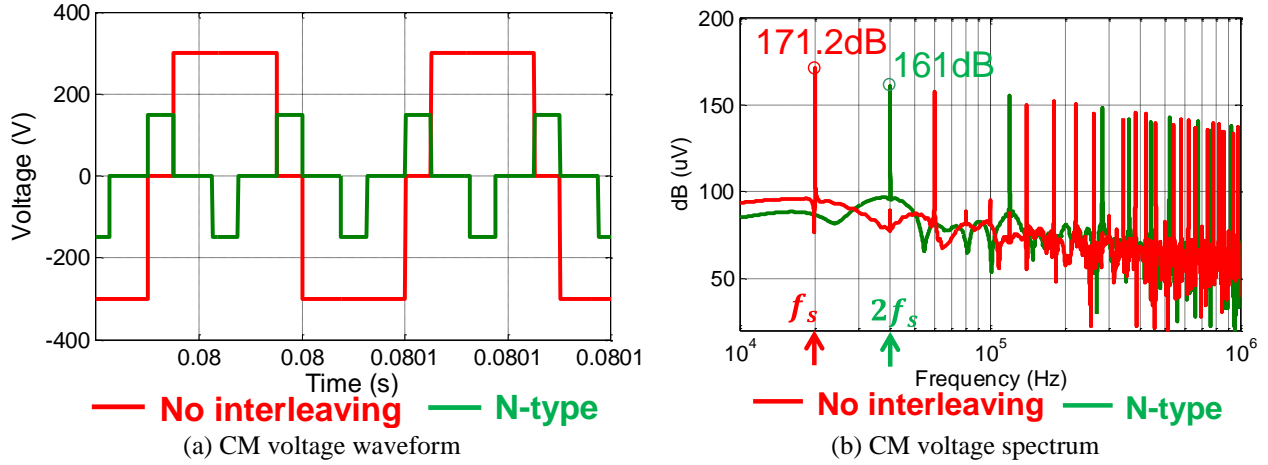 400
200
0
-200
-400
Voltage (V)
0.08
0.08
0.0801
0.0801
0.0801
Time (s)
No interleaving
N-type
(a) CM voltage waveform
200
150
100
50
dB (uV)
171.2dB
161dB
fs
2fs
10^4
10^5
10^6
Frequency (Hz)
No interleaving
N-type
(b) CM voltage spectrum